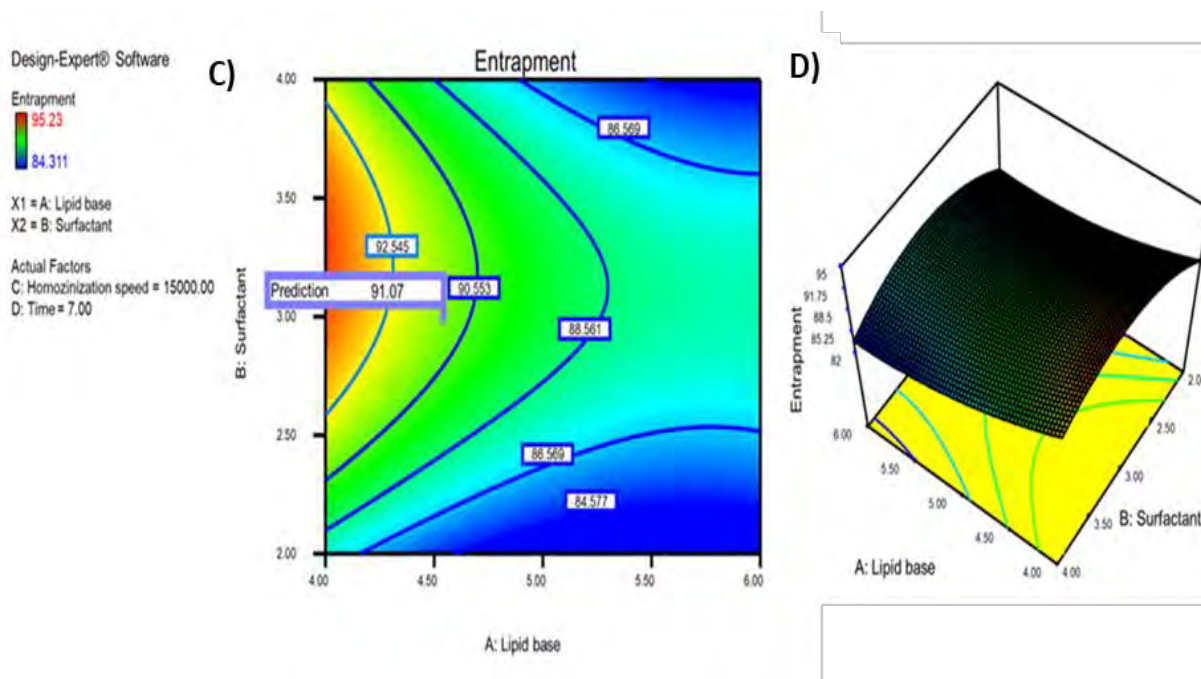 Design-Expert® Software
Entrapment
95.23
84.311
X1 = A: Lipid base
X2 = B: Surfactant
Actual Factors
C: Homozinization speed = 15000.00
D: Time = 7.00
C)
Entrapment
4.00
3.50
3.00
2.50
2.00
B: Surfactant
86.569
92.545
Prediction 91.07
90.553
88.561
86.569
84.577
4.00 4.50 5.00 5.50 6.00
A: Lipid base
D)
95
91.75
88.5
85.25
82
Entrapment
6.00
5.50
5.00
4.50
4.00
A: Lipid base
2.0
2.50
3.00
3.50
4.00
B: Surfactant